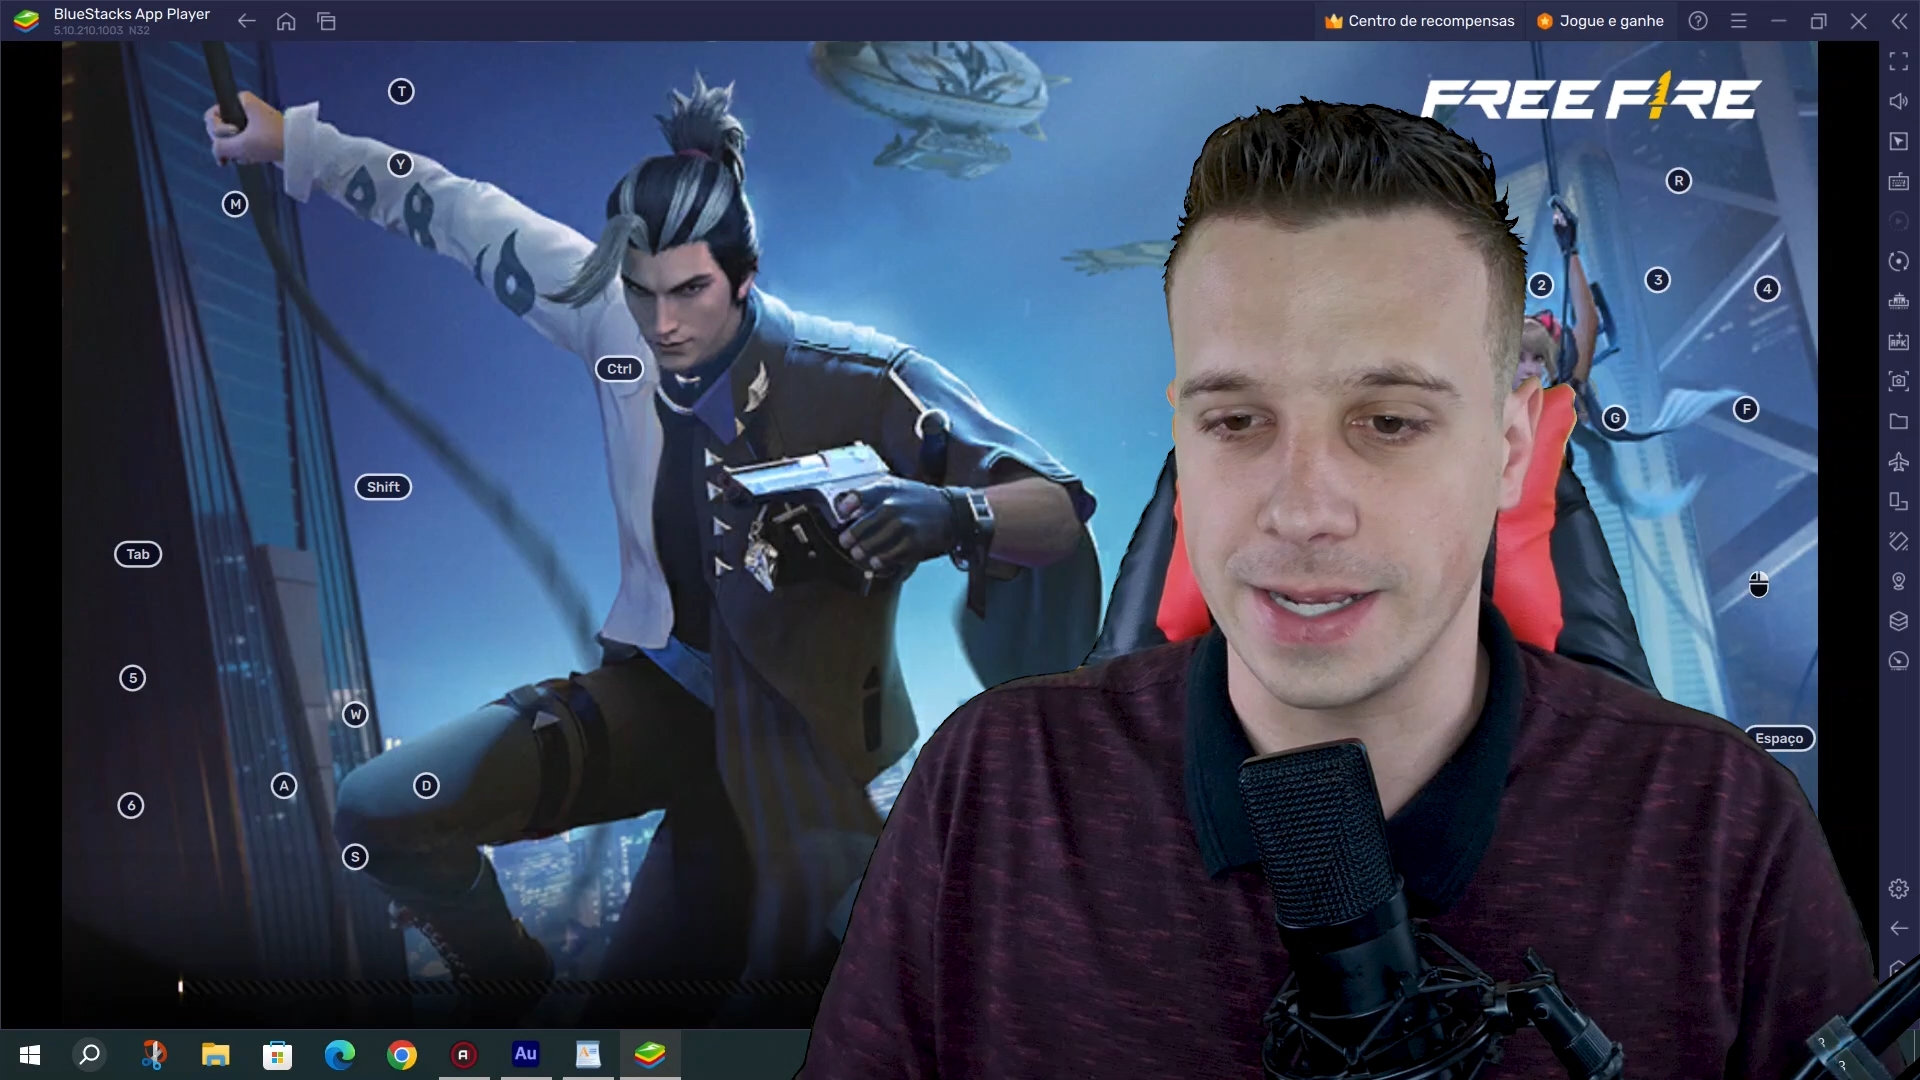 BlueStacks App Player
5.10.210.1003 N32
Centro de recompensas
Jogue e ganhe
FREE FIRE
T
Y
M
R
2
3
4
Ctrl
G
F
Shift
Tab
5
W
Espaço
A
D
6
S
APK
A
Au